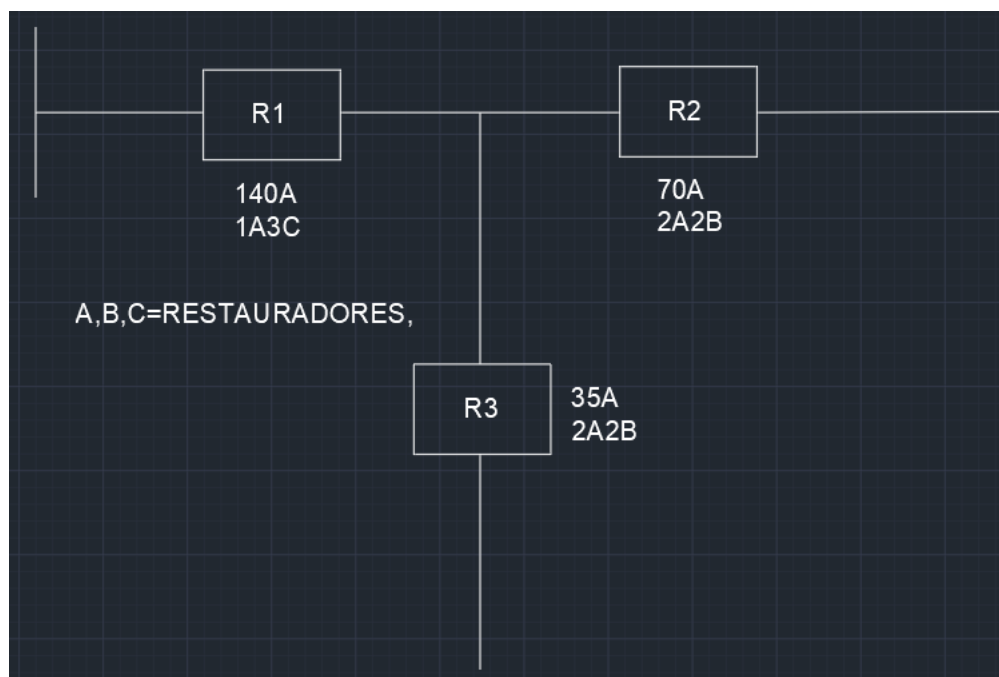 R1
R2
140A
1A3C
70A
2A2B
A,B,C=RESTAURADORES,
R3
35A
2A2B